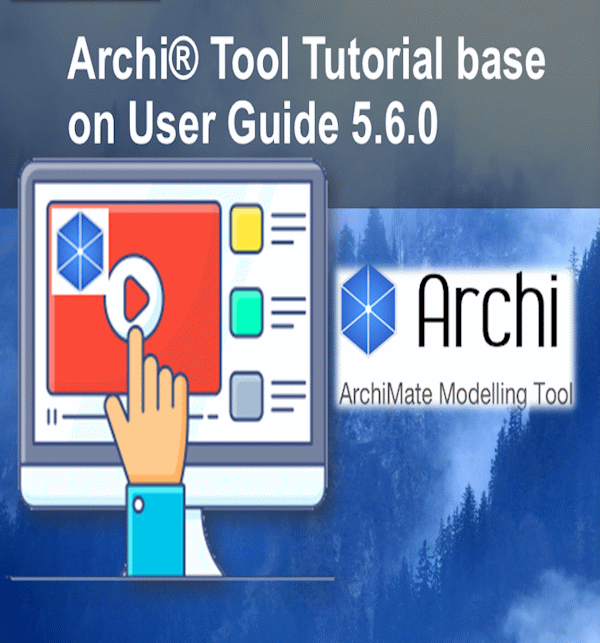 Archi® Tool Tutorial base
on User Guide 5.6.0
Archi
ArchiMate Modelling Tool